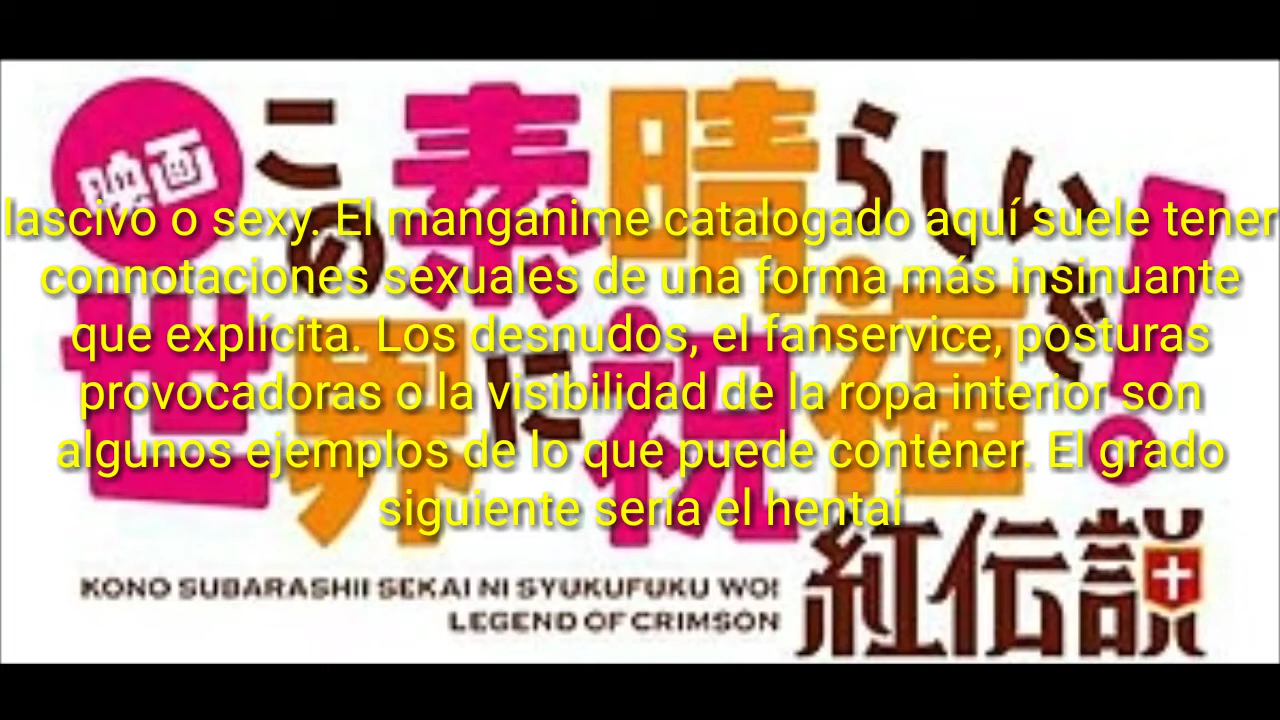 映画
この素晴らしい
世界に祝福を!
紅伝説
KONO SUBARASHII SEKAI NI SYUKUFUKU WO!
LEGEND OF CRIMSON
lascivo o sexy. El manganime catalogado aquí suele tener
connotaciones sexuales de una forma más insinuante
que explícita. Los desnudos, el fanservice, posturas
provocadoras o la visibilidad de la ropa interior son
algunos ejemplos de lo que puede contener. El grado
siguiente sería el hentai